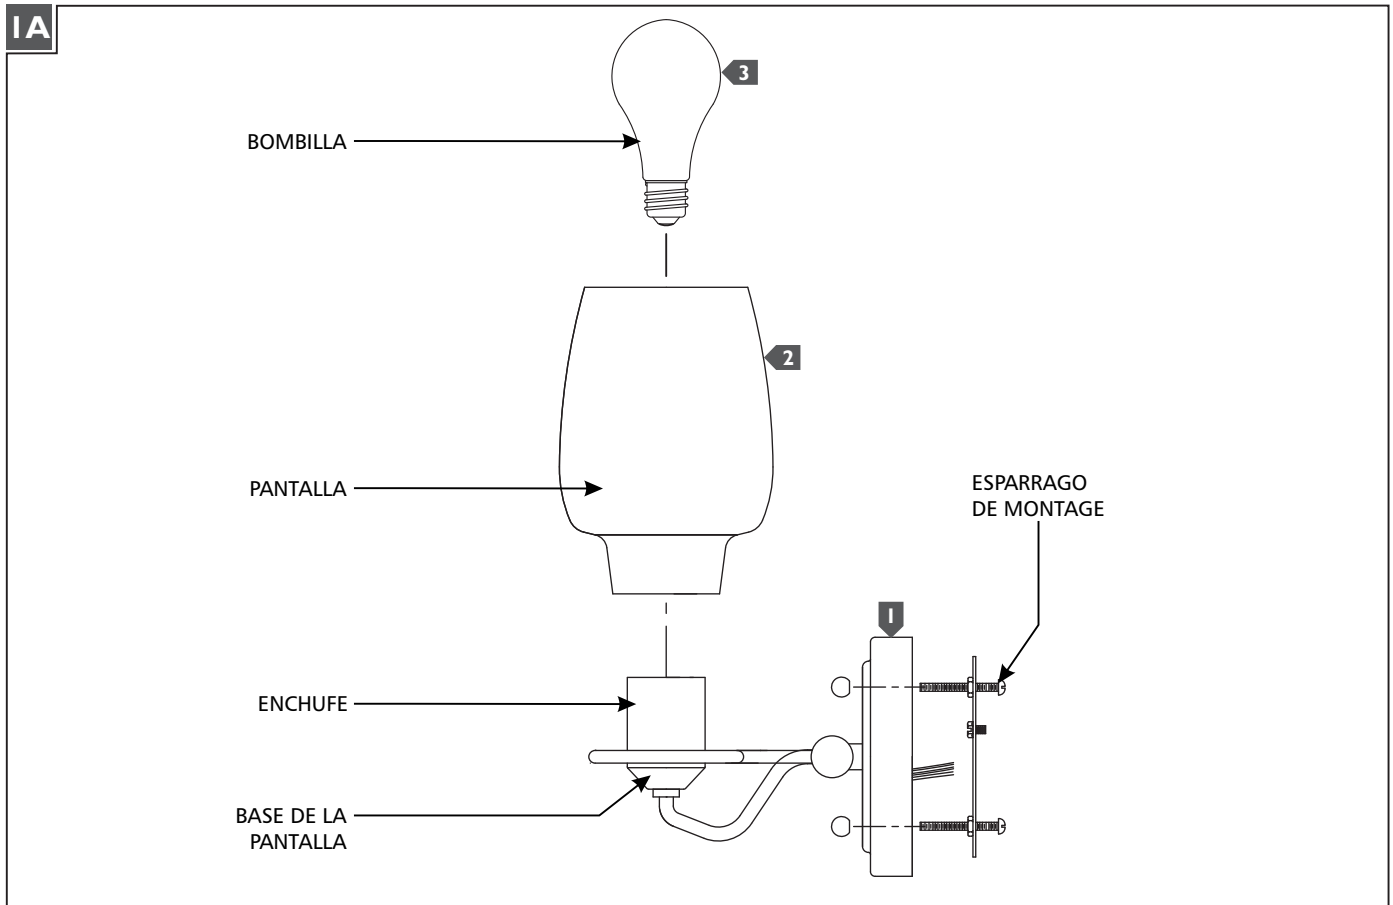 1A
3
BOMBILLA
2
PANTALLA
ESPARRAGO
DE MONTAGE
1
ENCHUFE
BASE DE LA
PANTALLA